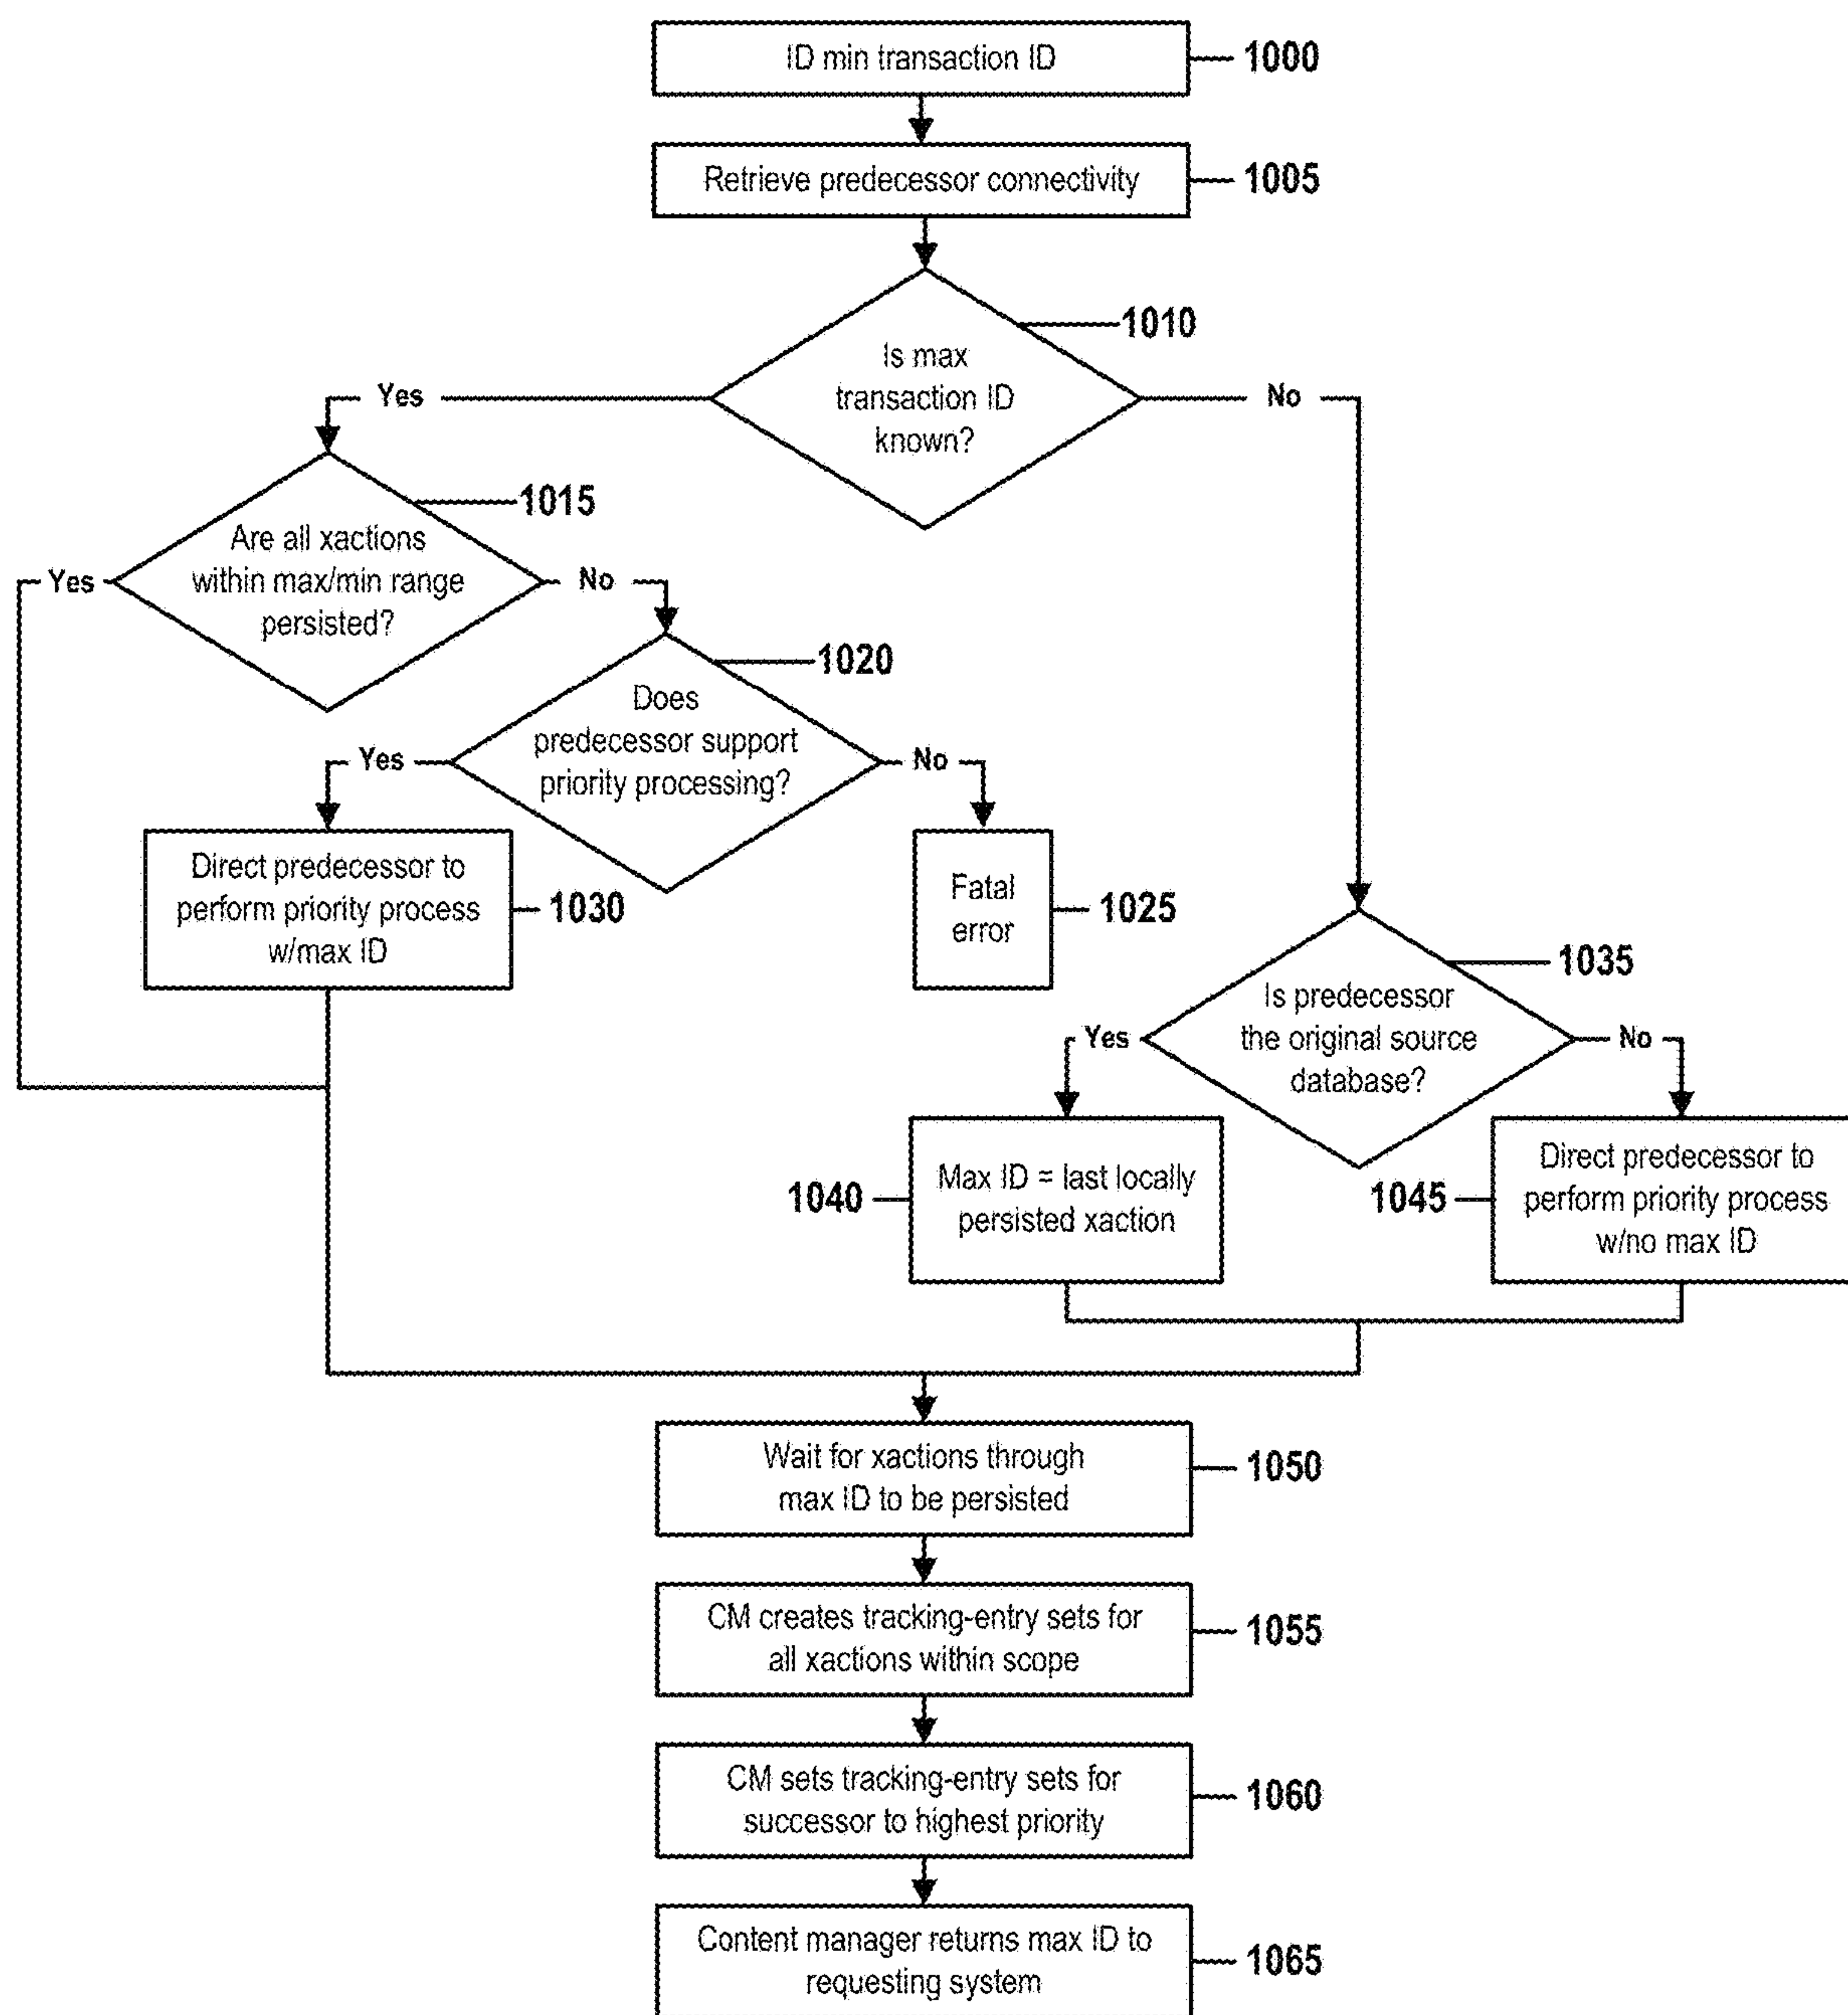 ID min transaction ID
1000
Retrieve predecessor connectivity
1005
1010
Is max
transaction ID
known?
Yes
No
1015
Are all xactions
within max/min range
persisted?
Yes
No
1020
Does
predecessor support
priority processing?
Yes
No
Direct predecessor to
perform priority process
w/max ID
1030
Fatal
error
1025
1035
Is predecessor
the original source
database?
Yes
No
1040
Max ID = last locally
persisted xaction
1045
Direct predecessor to
perform priority process
w/no max ID
Wait for xactions through
max ID to be persisted
1050
CM creates tracking-entry sets for
all xactions within scope
1055
CM sets tracking-entry sets for
successor to highest priority
1060
Content manager returns max ID to
requesting system
1065